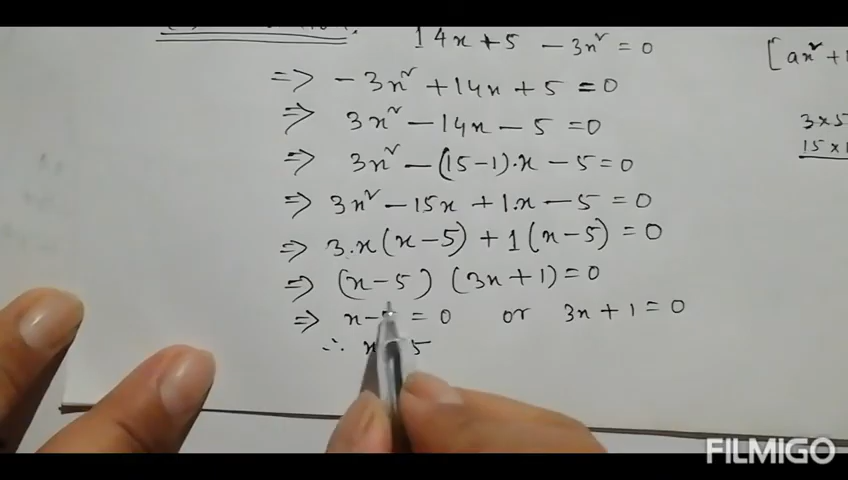 14x + 5 - 3x² = 0
[ax² +
=> - 3x² + 14x + 5 = 0
=> 3x² - 14x - 5 = 0
3×5
=> 3x² - (15-1)·x - 5 = 0
15×1
=> 3x² - 15x + 1.x - 5 = 0
=> 3.x(x-5) + 1(x-5) = 0
=> (x-5) (3x+1) = 0
=> x- = 0 or 3x + 1 = 0
∴ x 5
FILMIGO